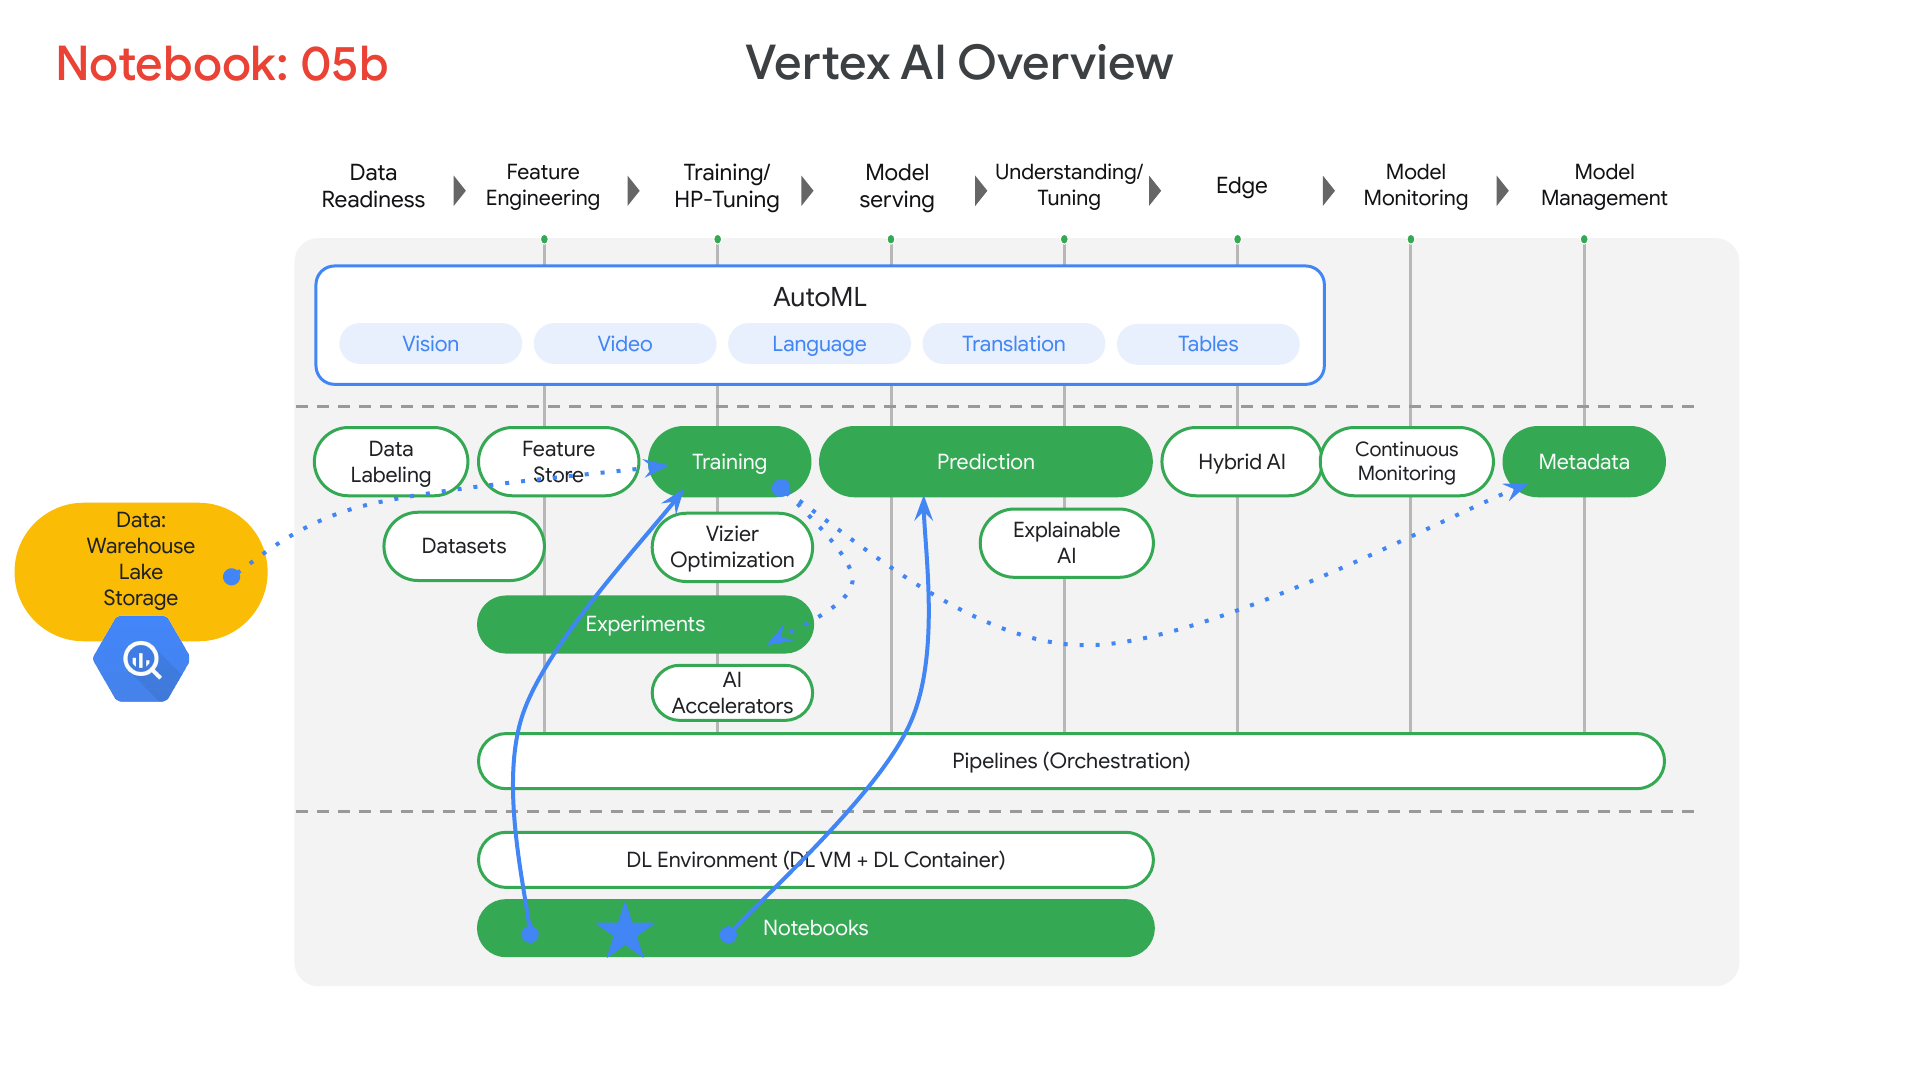 Notebook: 05b
Vertex AI Overview
Data
Readiness
Feature
Engineering
Training/
HP-Tuning
Model
serving
Understanding/
Tuning
Edge
Model
Monitoring
Model
Management
AutoML
Vision
Video
Language
Translation
Tables
Data
Labeling
Feature
Store
Training
Prediction
Hybrid AI
Continuous
Monitoring
Metadata
Data:
Warehouse
Lake
Storage
Datasets
Vizier
Optimization
Explainable
AI
Experiments
AI
Accelerators
Pipelines (Orchestration)
DL Environment (DL VM + DL Container)
Notebooks